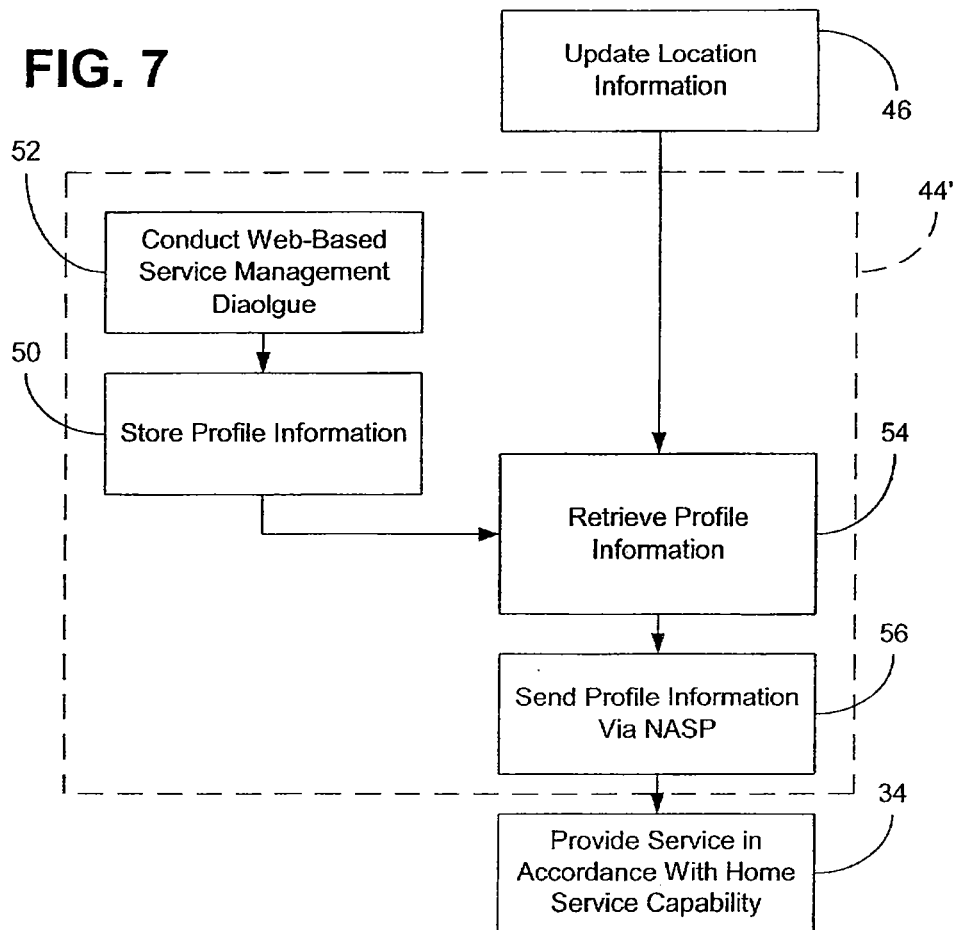 FIG. 7
Update Location
Information
46
52
44'
Conduct Web-Based
Service Management
Diaolgue
50
Store Profile Information
54
Retrieve Profile
Information
56
Send Profile Information
Via NASP
34
Provide Service in
Accordance With Home
Service Capability